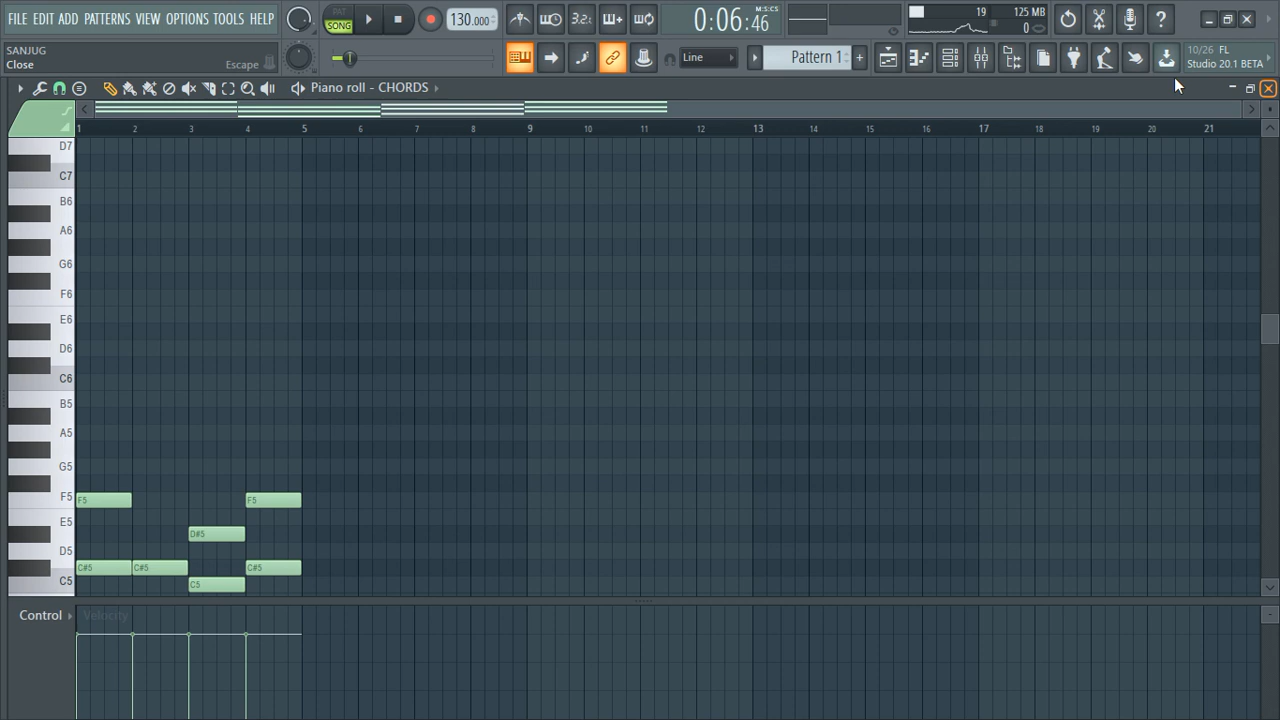 FILE EDIT ADD PATTERNS VIEW OPTIONS TOOLS HELP
PAT
SONG
130.000
3.2.
0:06:46
M:S:CS
19
125 MB
0
SANJUG
Close
Escape
Line
Pattern 1
+
10/26 FL
Studio 20.1 BETA
Piano roll - CHORDS
1 2 3 4 5 6 7 8 9 10 11 12 13 14 15 16 17 18 19 20 21
D7
C7
B6
A6
G6
F6
E6
D6
C6
B5
A5
G5
F5
F5
F5
E5
D#5
D5
C#5
C#5
C#5
C5
C5
Control
Velocity